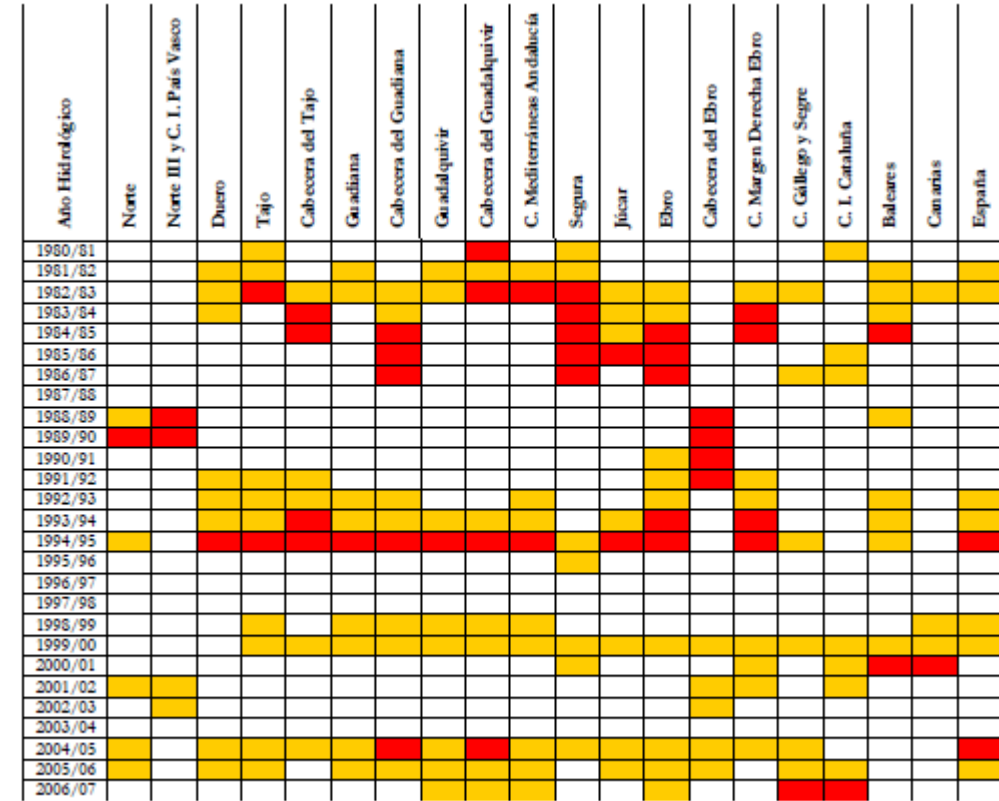 Año Hidrológico
Norte
Norte III y C. I. País Vasco
Duero
Tajo
Cabecera del Tajo
Guadiana
Cabecera del Guadiana
Guadalquivir
Cabecera del Guadalquivir
C. Mediterráneas Andalucía
Segura
Júcar
Ebro
Cabecera del Ebro
C. Margen Derecha Ebro
C. Gállego y Segre
C. I. Cataluña
Baleares
Canarias
España
1980/81
1981/82
1982/83
1983/84
1984/85
1985/86
1986/87
1987/88
1988/89
1989/90
1990/91
1991/92
1992/93
1993/94
1994/95
1995/96
1996/97
1997/98
1998/99
1999/00
2000/01
2001/02
2002/03
2003/04
2004/05
2005/06
2006/07